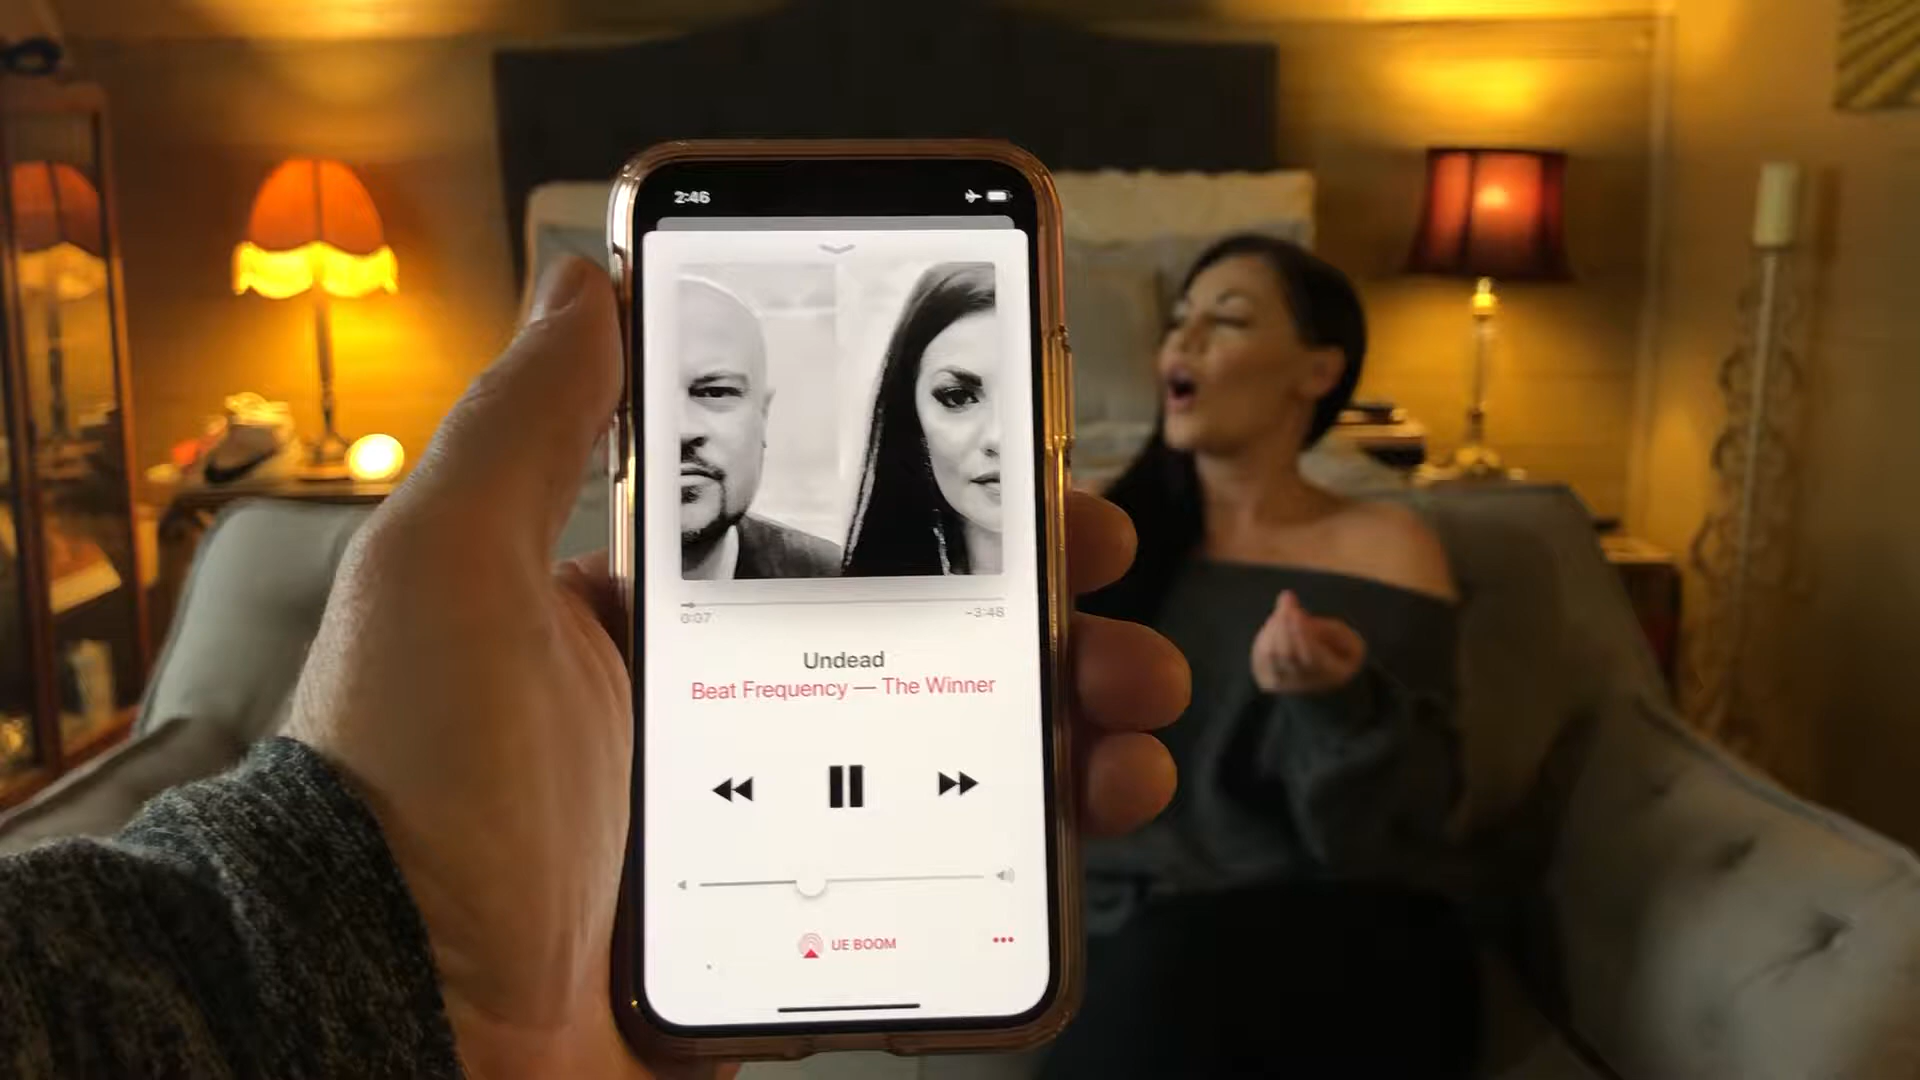 2:46
0:07
-3:48
Undead
Beat Frequency — The Winner
UE BOOM